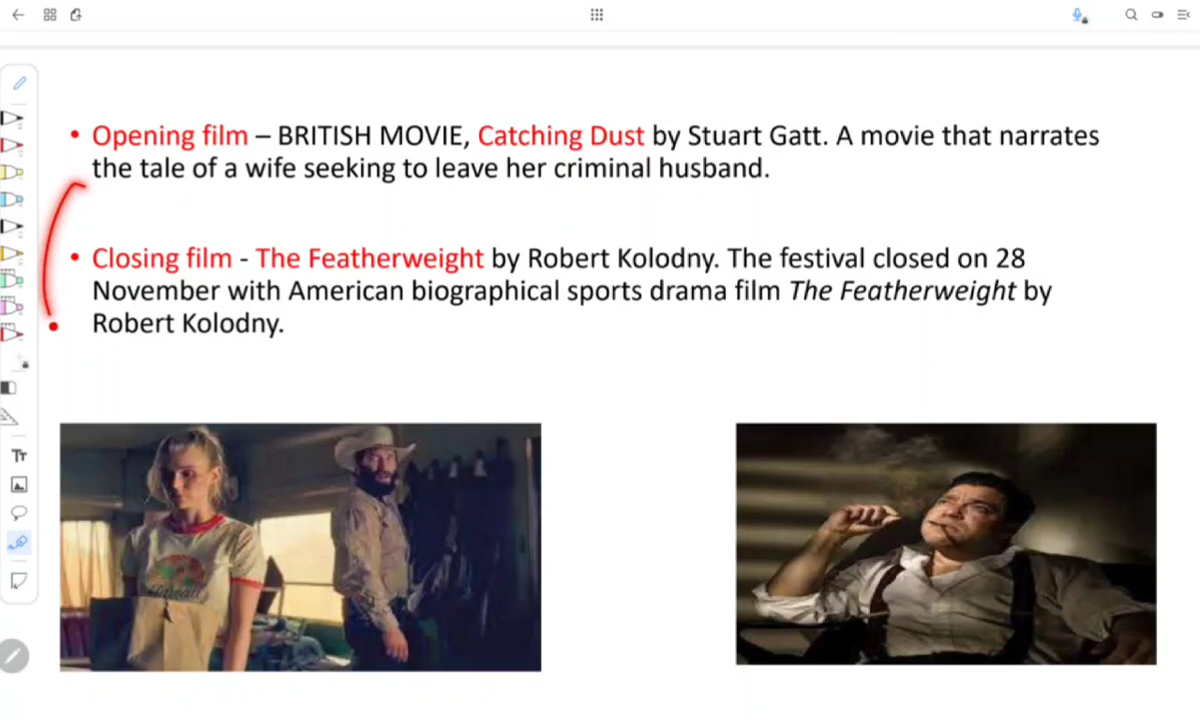 • Opening film – BRITISH MOVIE, Catching Dust by Stuart Gatt. A movie that narrates
the tale of a wife seeking to leave her criminal husband.
• Closing film - The Featherweight by Robert Kolodny. The festival closed on 28
November with American biographical sports drama film The Featherweight by
Robert Kolodny.
Tт